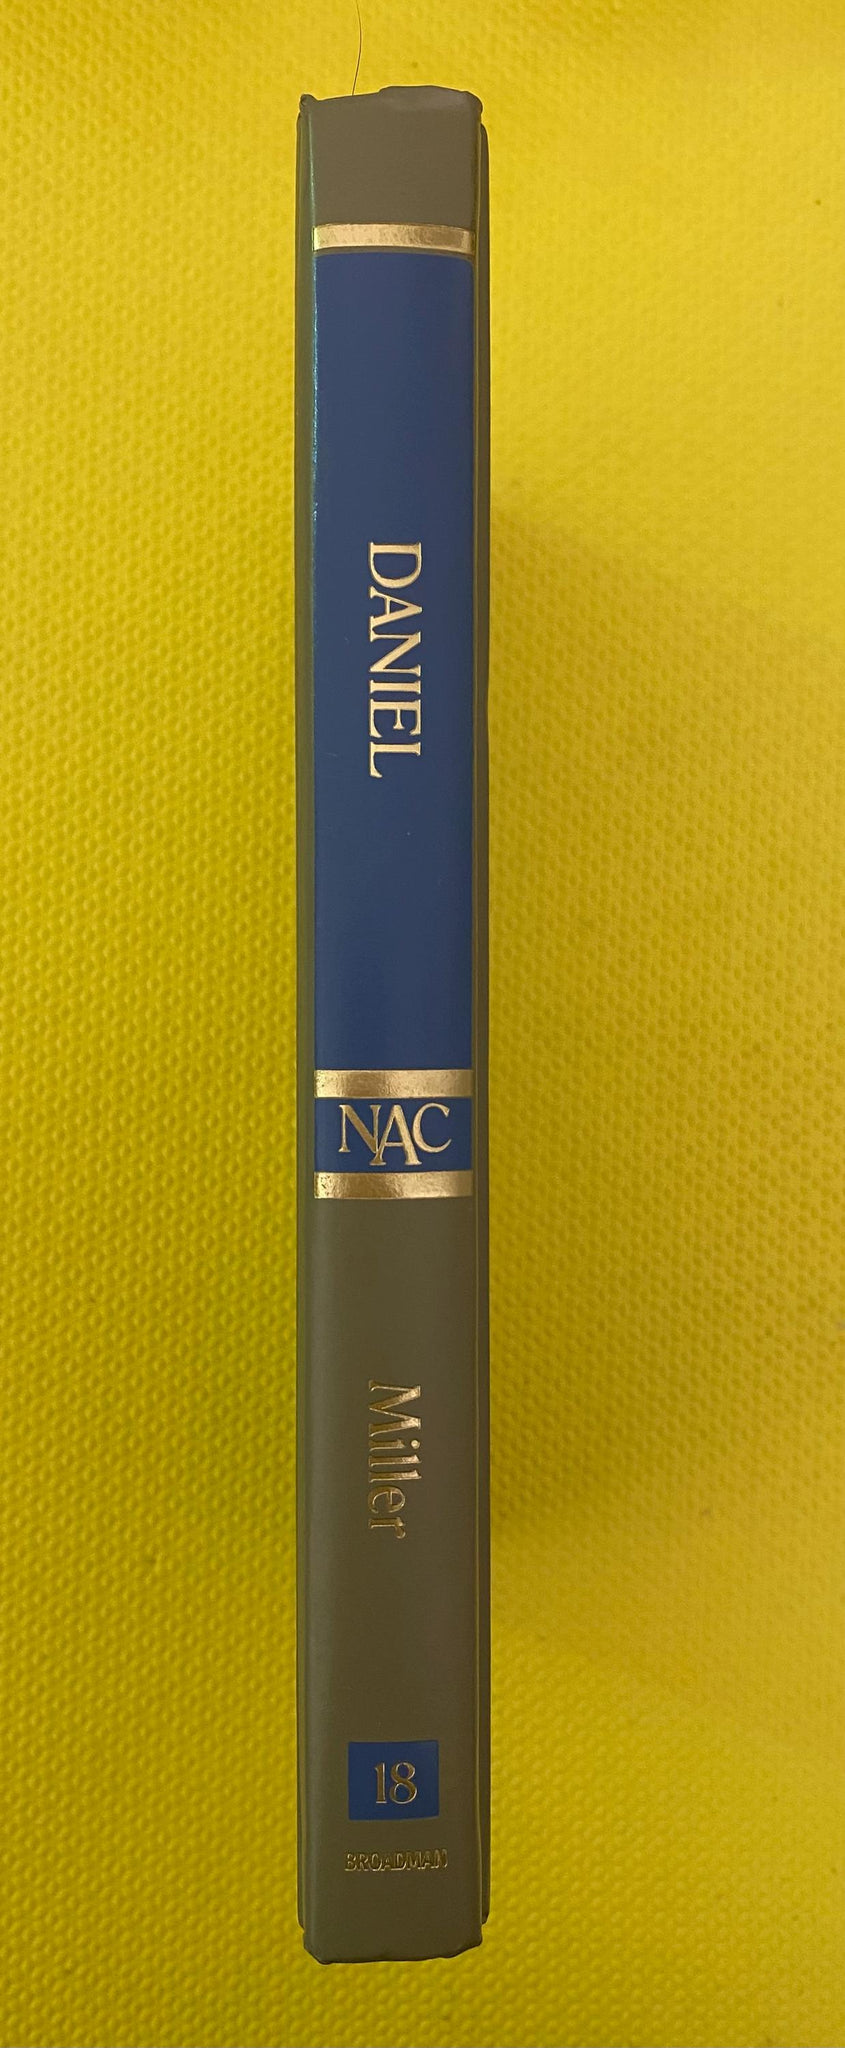 DANIEL
NAC
Miller
18
BROADMAN